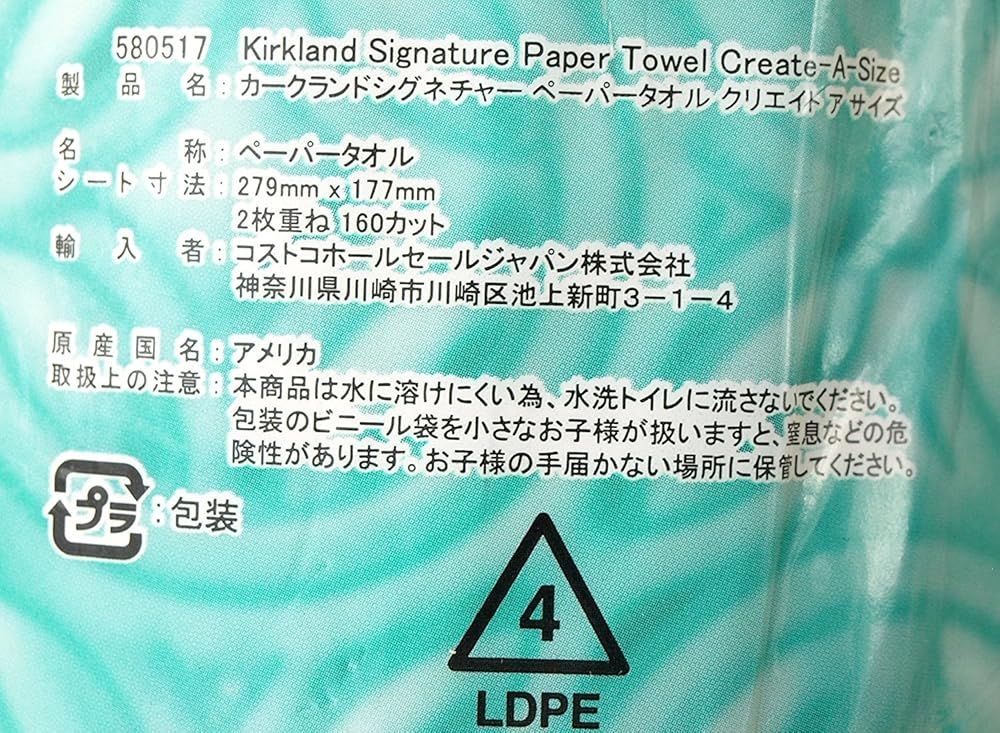 580517 Kirkland Signature Paper Towel Create-A-Size
製品名：カークランドシグネチャー ペーパータオル クリエイト アサイズ
名称：ペーパータオル
シート寸法：279mm x 177mm
2枚重ね 160カット
輸入者：コストコホールセールジャパン株式会社
神奈川県川崎市川崎区池上新町3－1－4
原産国名：アメリカ
取扱上の注意：本商品は水に溶けにくい為、水洗トイレに流さないでください。
包装のビニール袋を小さなお子様が扱いますと、窒息などの危
険性があります。お子様の手届かない場所に保管してください。
プラ：包装
4
LDPE